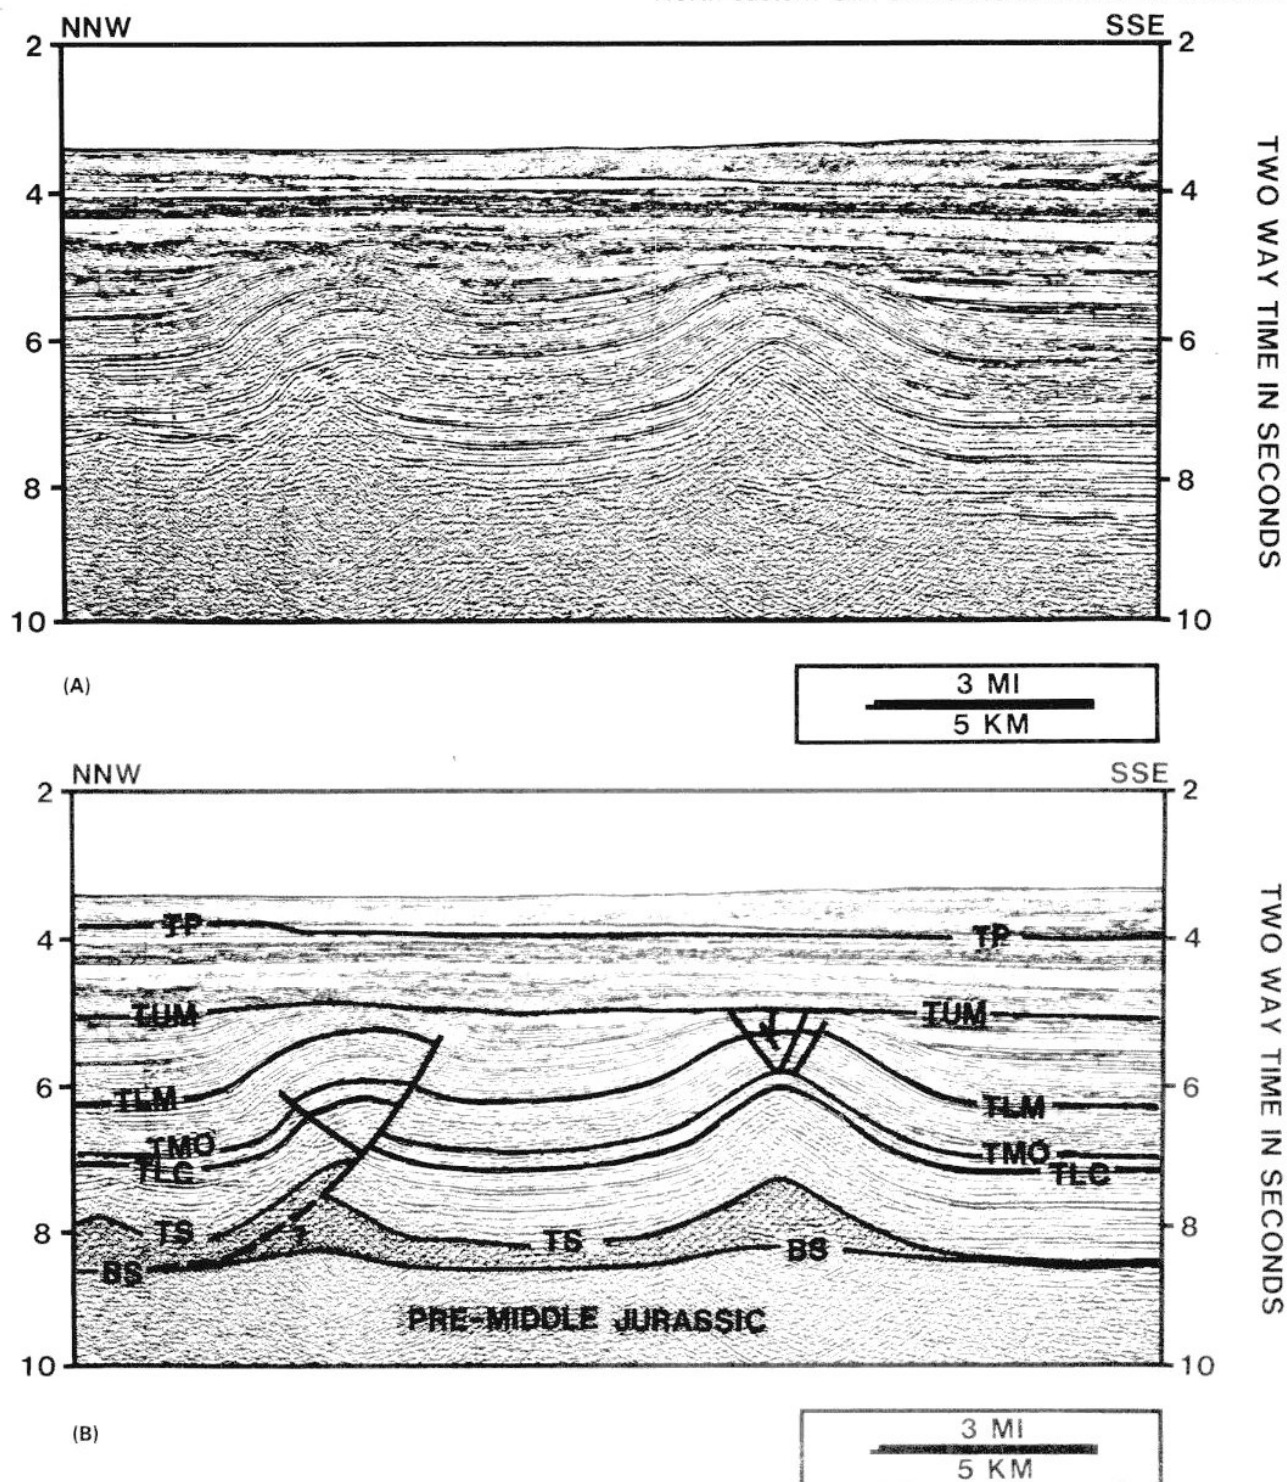 NNW SSE
2 2
4 4
6 6
8 8
10 10
TWO WAY TIME IN SECONDS
(A)
3 MI
5 KM
NNW SSE
2 2
TP
4 TP 4
TUM TUM
6 6
TLM TLM
TMO TMO
TLC TLC
8 TS TS 8
BS BS
?
PRE-MIDDLE JURASSIC
10 10
TWO WAY TIME IN SECONDS
(B)
3 MI
5 KM